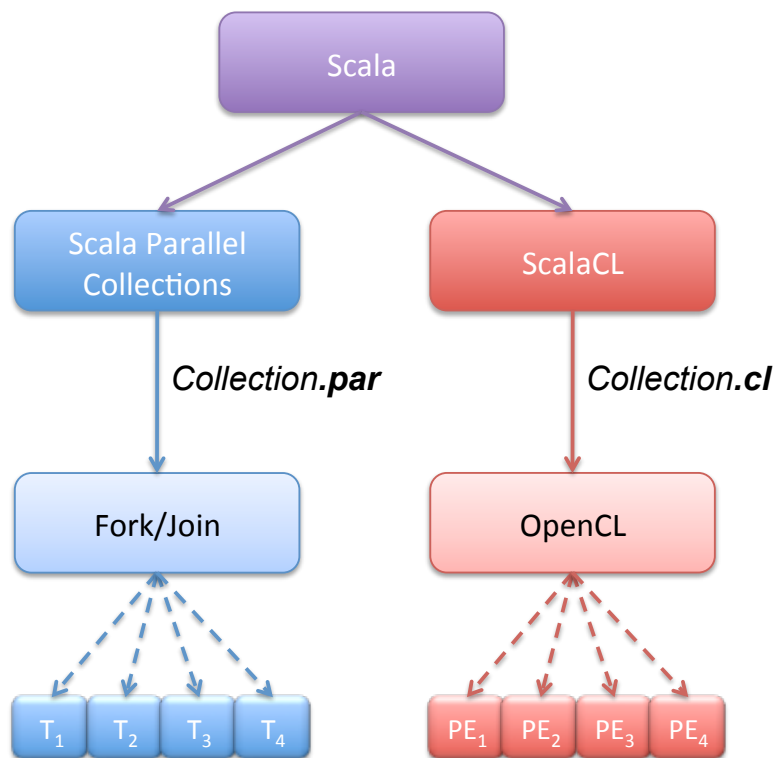 Scala
Scala Parallel
Collections
ScalaCL
Collection.par
Collection.cl
Fork/Join
OpenCL
T1 T2 T3 T4
PE1 PE2 PE3 PE4